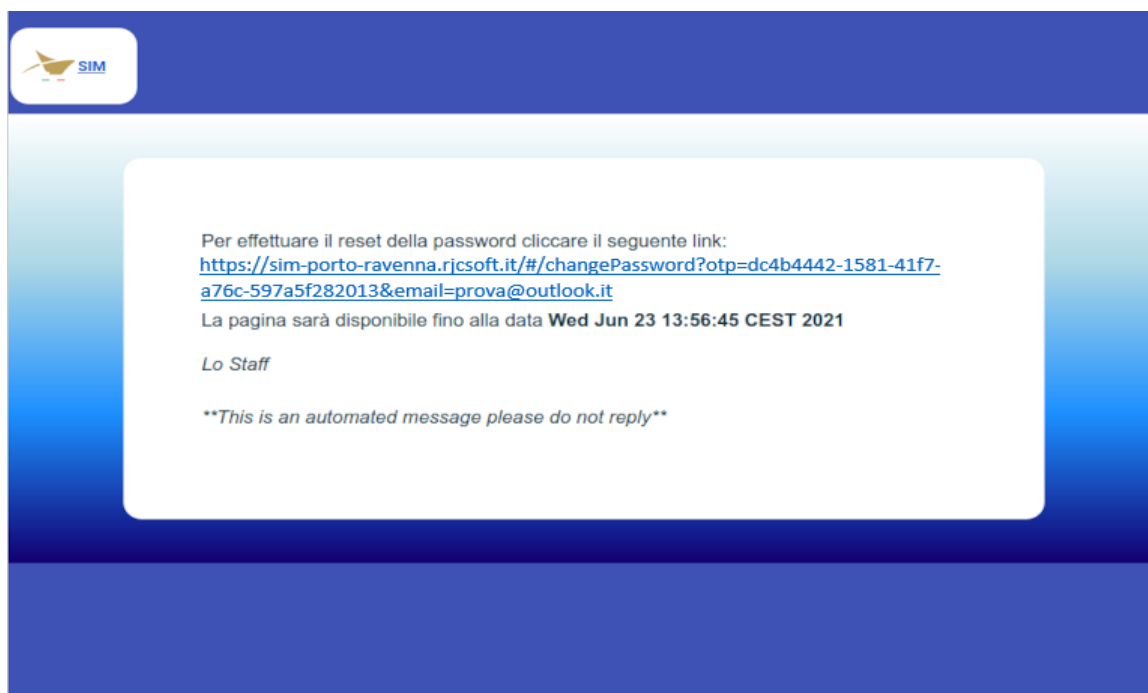 SIM
Per effettuare il reset della password cliccare il seguente link:
https://sim-porto-ravenna.rjcsoft.it/#/changePassword?otp=dc4b4442-1581-41f7-
a76c-597a5f282013&email=prova@outlook.it
La pagina sarà disponibile fino alla data Wed Jun 23 13:56:45 CEST 2021
Lo Staff
**This is an automated message please do not reply**